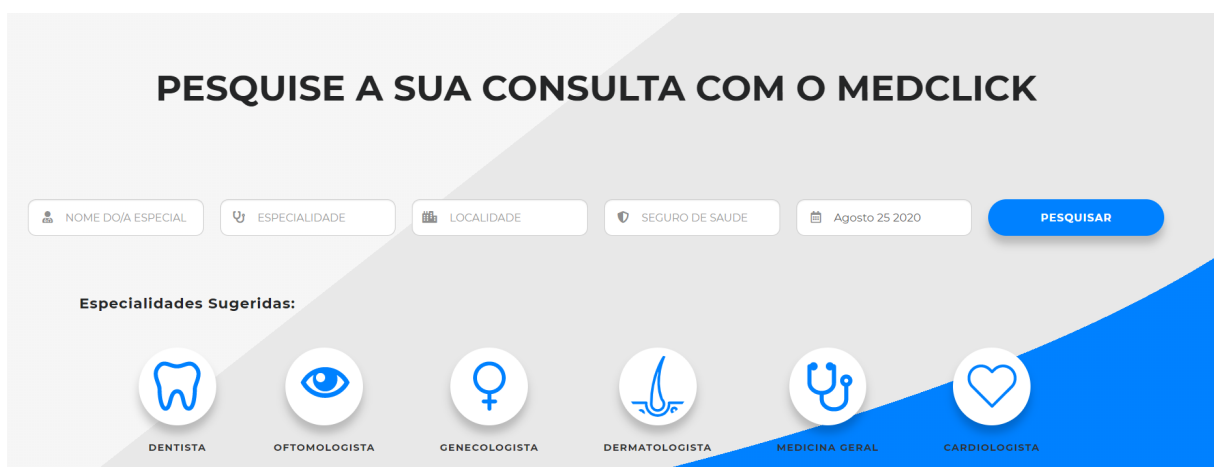 PESQUISE A SUA CONSULTA COM O MEDCLICK
NOME DO/A ESPECIAL ESPECIALIDADE LOCALIDADE SEGURO DE SAUDE Agosto 25 2020 PESQUISAR
Especialidades Sugeridas:
DENTISTA OFTOMOLOGISTA GENECOLOGISTA DERMATOLOGISTA MEDICINA GERAL CARDIOLOGISTA